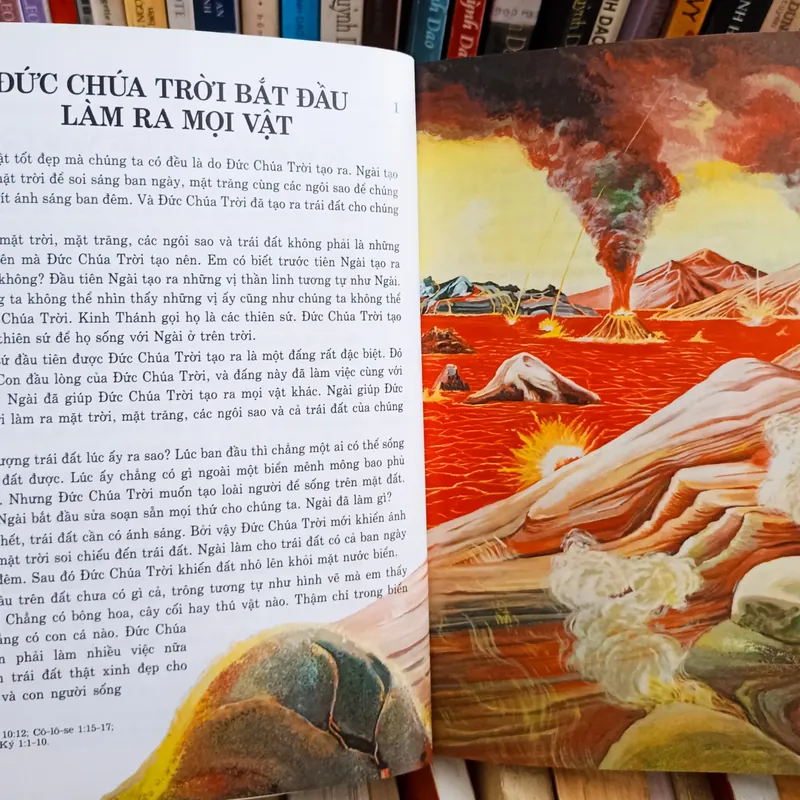 ĐỨC CHÚA TRỜI BẮT ĐẦU
LÀM RA MỌI VẬT
1
tốt đẹp mà chúng ta có đều là do Đức Chúa Trời tạo ra. Ngài tạo
mặt trời để soi sáng ban ngày, mặt trăng cùng các ngôi sao để chúng
ít ánh sáng ban đêm. Và Đức Chúa Trời đã tạo ra trái đất cho chúng
mặt trời, mặt trăng, các ngôi sao và trái đất không phải là những
mà Đức Chúa Trời tạo nên. Em có biết trước tiên Ngài tạo ra
không? Đầu tiên Ngài tạo ra những vị thần linh tương tự như Ngài.
ta không thể nhìn thấy những vị ấy cũng như chúng ta không thể
Chúa Trời. Kinh Thánh gọi họ là các thiên sứ. Đức Chúa Trời tạo
thiên sứ để họ sống với Ngài ở trên trời.
đầu tiên được Đức Chúa Trời tạo ra là một đấng rất đặc biệt. Đó
Con đầu lòng của Đức Chúa Trời, và đấng này đã làm việc cùng với
Ngài đã giúp Đức Chúa Trời tạo ra mọi vật khác. Ngài giúp Đức
làm ra mặt trời, mặt trăng, các ngôi sao và cả trái đất của chúng
trái đất lúc ấy ra sao? Lúc ban đầu thì chẳng một ai có thể sống
đất được. Lúc ấy chẳng có gì ngoài một biển mênh mông bao phủ
Nhưng Đức Chúa Trời muốn tạo loài người để sống trên mặt đất.
Ngài bắt đầu sửa soạn sẵn mọi thứ cho chúng ta. Ngài đã làm gì?
hết, trái đất cần có ánh sáng. Bởi vậy Đức Chúa Trời mới khiến ánh
mặt trời soi chiếu đến trái đất. Ngài làm cho trái đất có cả ban ngày
đêm. Sau đó Đức Chúa Trời khiến đất nhô lên khỏi mặt nước biển.
trên đất chưa có gì cả, trông tương tự như hình vẽ mà em thấy
Chẳng có bông hoa, cây cối hay thú vật nào. Thậm chí trong biển
có con cá nào. Đức Chúa
phải làm nhiều việc nữa
trái đất thật xinh đẹp cho
và con người sống
10:12; Cô-lô-se 1:15-17;
Ký 1:1-10.